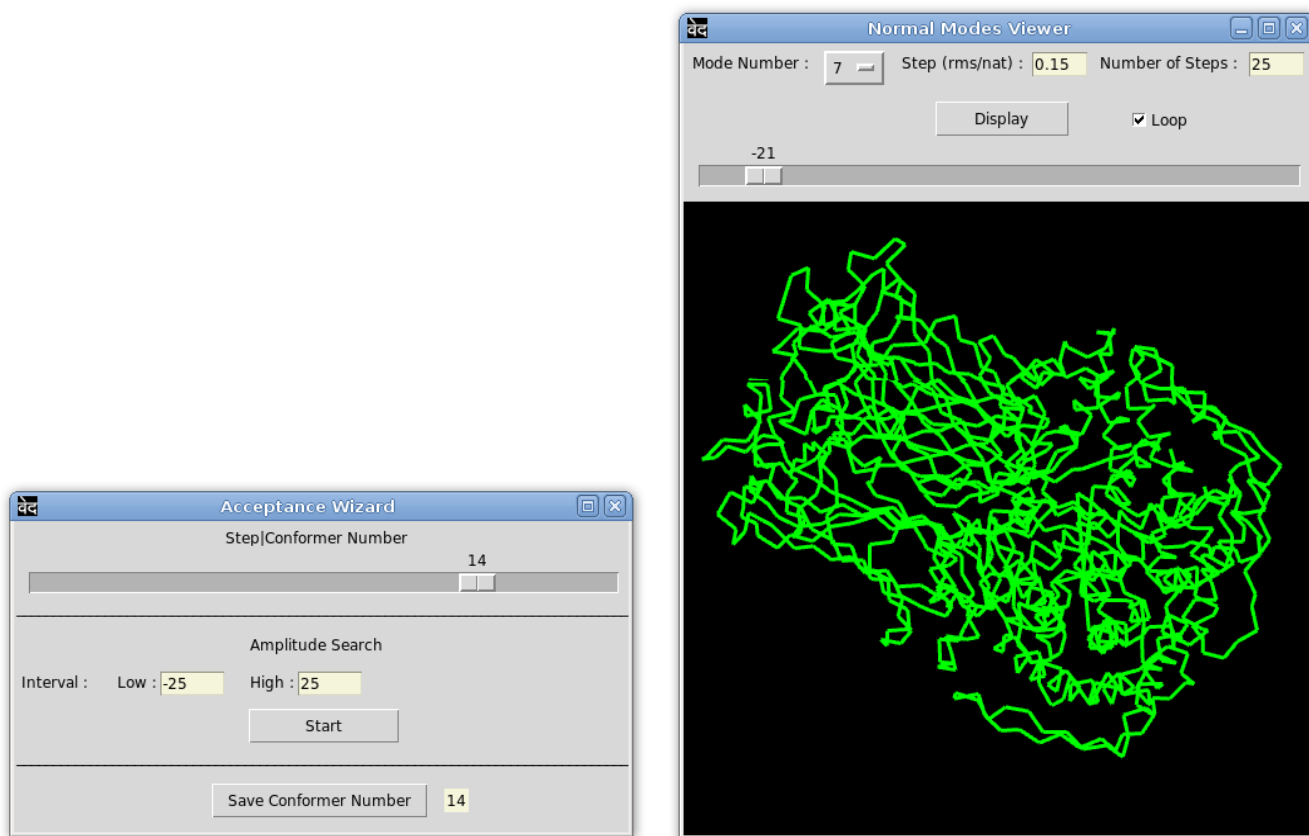 वेद Normal Modes Viewer
Mode Number : 7 Step (rms/nat) : 0.15 Number of Steps : 25
Display Loop
-21
वेद Acceptance Wizard
Step|Conformer Number
14
Amplitude Search
Interval : Low : -25 High : 25
Start
Save Conformer Number 14